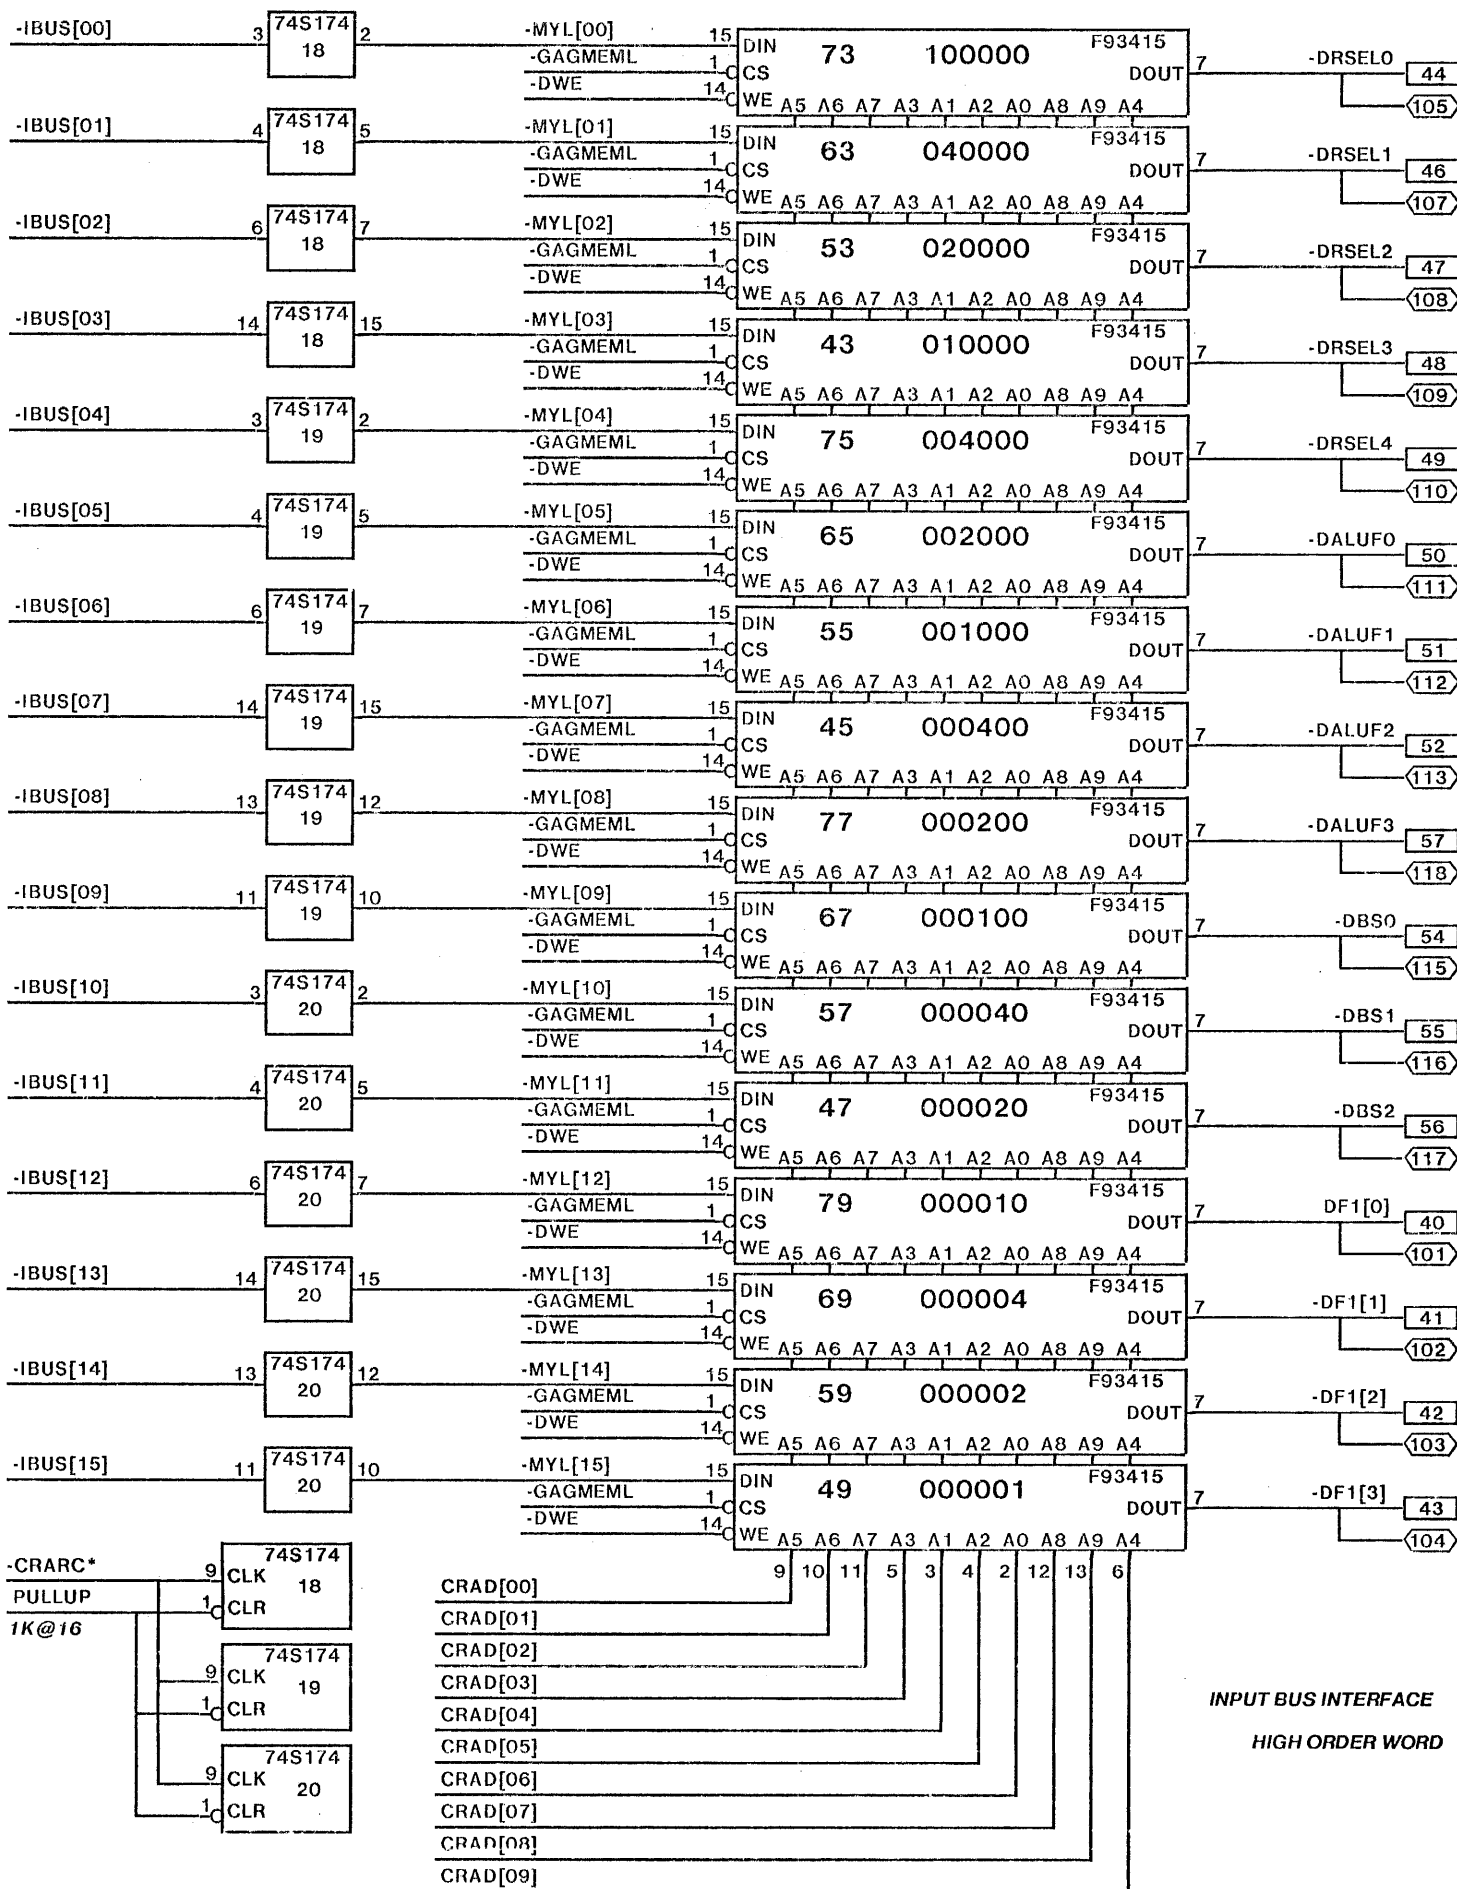 -IBUS[00] 3 74S174 18 2 -MYL[00] 15 DIN 73 100000 F93415
-GAGMEML 1 CS DOUT 7 -DRSEL0 44
-DWE 14 WE A5 A6 A7 A3 A1 A2 A0 A8 A9 A4 105
-IBUS[01] 4 74S174 18 5 -MYL[01] 15 DIN 63 040000 F93415
-GAGMEML 1 CS DOUT 7 -DRSEL1 46
-DWE 14 WE A5 A6 A7 A3 A1 A2 A0 A8 A9 A4 107
-IBUS[02] 6 74S174 18 7 -MYL[02] 15 DIN 53 020000 F93415
-GAGMEML 1 CS DOUT 7 -DRSEL2 47
-DWE 14 WE A5 A6 A7 A3 A1 A2 A0 A8 A9 A4 108
-IBUS[03] 14 74S174 18 15 -MYL[03] 15 DIN 43 010000 F93415
-GAGMEML 1 CS DOUT 7 -DRSEL3 48
-DWE 14 WE A5 A6 A7 A3 A1 A2 A0 A8 A9 A4 109
-IBUS[04] 3 74S174 19 2 -MYL[04] 15 DIN 75 004000 F93415
-GAGMEML 1 CS DOUT 7 -DRSEL4 49
-DWE 14 WE A5 A6 A7 A3 A1 A2 A0 A8 A9 A4 110
-IBUS[05] 4 74S174 19 5 -MYL[05] 15 DIN 65 002000 F93415
-GAGMEML 1 CS DOUT 7 -DALUF0 50
-DWE 14 WE A5 A6 A7 A3 A1 A2 A0 A8 A9 A4 111
-IBUS[06] 6 74S174 19 7 -MYL[06] 15 DIN 55 001000 F93415
-GAGMEML 1 CS DOUT 7 -DALUF1 51
-DWE 14 WE A5 A6 A7 A3 A1 A2 A0 A8 A9 A4 112
-IBUS[07] 14 74S174 19 15 -MYL[07] 15 DIN 45 000400 F93415
-GAGMEML 1 CS DOUT 7 -DALUF2 52
-DWE 14 WE A5 A6 A7 A3 A1 A2 A0 A8 A9 A4 113
-IBUS[08] 13 74S174 19 12 -MYL[08] 15 DIN 77 000200 F93415
-GAGMEML 1 CS DOUT 7 -DALUF3 57
-DWE 14 WE A5 A6 A7 A3 A1 A2 A0 A8 A9 A4 118
-IBUS[09] 11 74S174 19 10 -MYL[09] 15 DIN 67 000100 F93415
-GAGMEML 1 CS DOUT 7 -DBS0 54
-DWE 14 WE A5 A6 A7 A3 A1 A2 A0 A8 A9 A4 115
-IBUS[10] 3 74S174 20 2 -MYL[10] 15 DIN 57 000040 F93415
-GAGMEML 1 CS DOUT 7 -DBS1 55
-DWE 14 WE A5 A6 A7 A3 A1 A2 A0 A8 A9 A4 116
-IBUS[11] 4 74S174 20 5 -MYL[11] 15 DIN 47 000020 F93415
-GAGMEML 1 CS DOUT 7 -DBS2 56
-DWE 14 WE A5 A6 A7 A3 A1 A2 A0 A8 A9 A4 117
-IBUS[12] 6 74S174 20 7 -MYL[12] 15 DIN 79 000010 F93415
-GAGMEML 1 CS DOUT 7 DF1[0] 40
-DWE 14 WE A5 A6 A7 A3 A1 A2 A0 A8 A9 A4 101
-IBUS[13] 14 74S174 20 15 -MYL[13] 15 DIN 69 000004 F93415
-GAGMEML 1 CS DOUT 7 -DF1[1] 41
-DWE 14 WE A5 A6 A7 A3 A1 A2 A0 A8 A9 A4 102
-IBUS[14] 13 74S174 20 12 -MYL[14] 15 DIN 59 000002 F93415
-GAGMEML 1 CS DOUT 7 -DF1[2] 42
-DWE 14 WE A5 A6 A7 A3 A1 A2 A0 A8 A9 A4 103
-IBUS[15] 11 74S174 20 10 -MYL[15] 15 DIN 49 000001 F93415
-GAGMEML 1 CS DOUT 7 -DF1[3] 43
-DWE 14 WE A5 A6 A7 A3 A1 A2 A0 A8 A9 A4 104
9 10 11 5 3 4 2 12 13 6
-CRARC* 9 CLK 74S174 18
PULLUP 1 CLR
1K@16
74S174
9 CLK 19
1 CLR
74S174
9 CLK 20
1 CLR
CRAD[00]
CRAD[01]
CRAD[02]
CRAD[03]
CRAD[04]
CRAD[05]
CRAD[06]
CRAD[07]
CRAD[08]
CRAD[09]
INPUT BUS INTERFACE
HIGH ORDER WORD